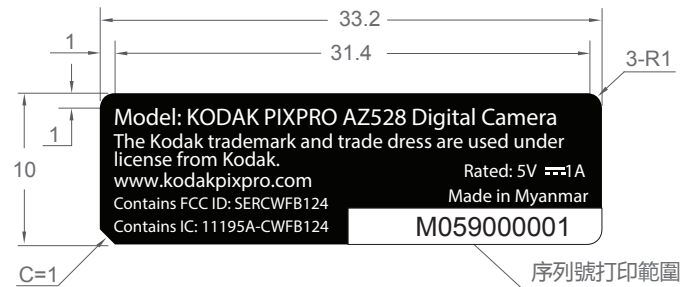 33.2
31.4
1
3-R1
1
10
Model: KODAK PIXPRO AZ528 Digital Camera
The Kodak trademark and trade dress are used under
license from Kodak.
www.kodakpixpro.com
Rated: 5V ⎓1A
Contains FCC ID: SERCWFB124
Made in Myanmar
Contains IC: 11195A-CWFB124
M059000001
C=1
序列號打印範圍